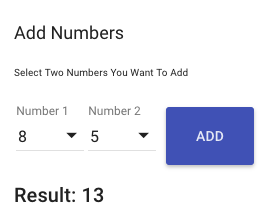 Add Numbers
Select Two Numbers You Want To Add
Number 1 Number 2
8 5 ADD
Result: 13